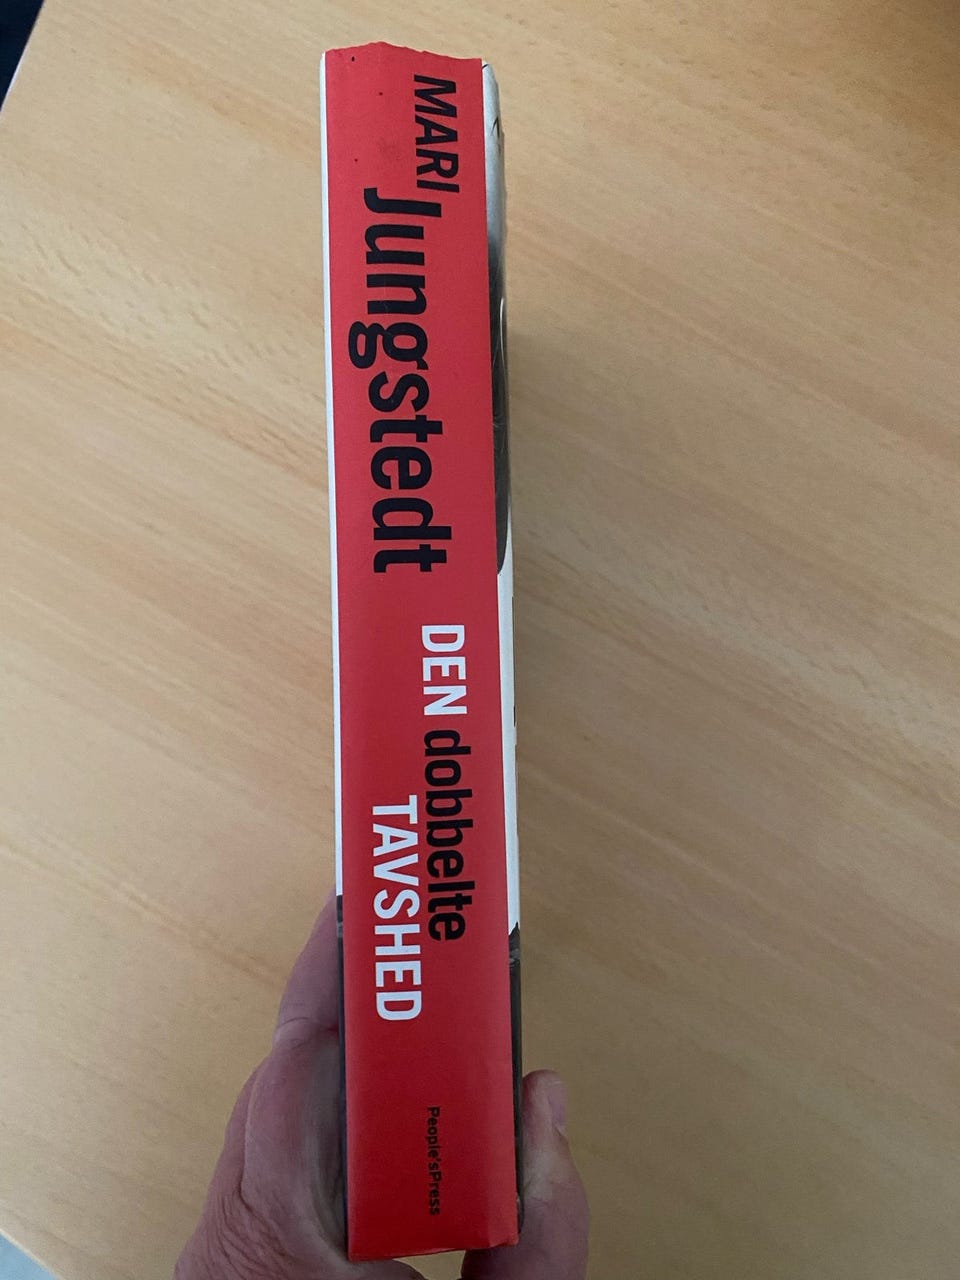 MARI
Jungstedt
DEN dobbelte
TAVSHED
People'sPress